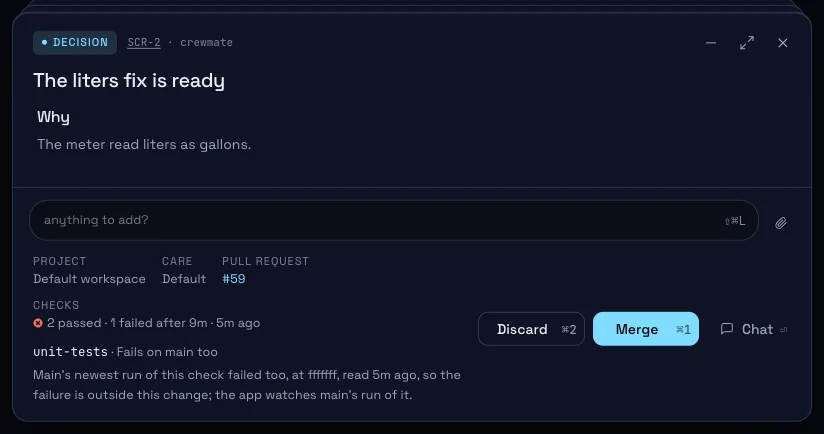 DECISION SCR-2 · crewmate
The liters fix is ready
Why
The meter read liters as gallons.
anything to add? ⇧⌘L
PROJECT CARE PULL REQUEST
Default workspace Default #59
CHECKS
2 passed · 1 failed after 9m · 5m ago
Discard ⌘2 Merge ⌘1 Chat ⏎
unit-tests · Fails on main too
Main's newest run of this check failed too, at fffffff, read 5m ago, so the
failure is outside this change; the app watches main's run of it.